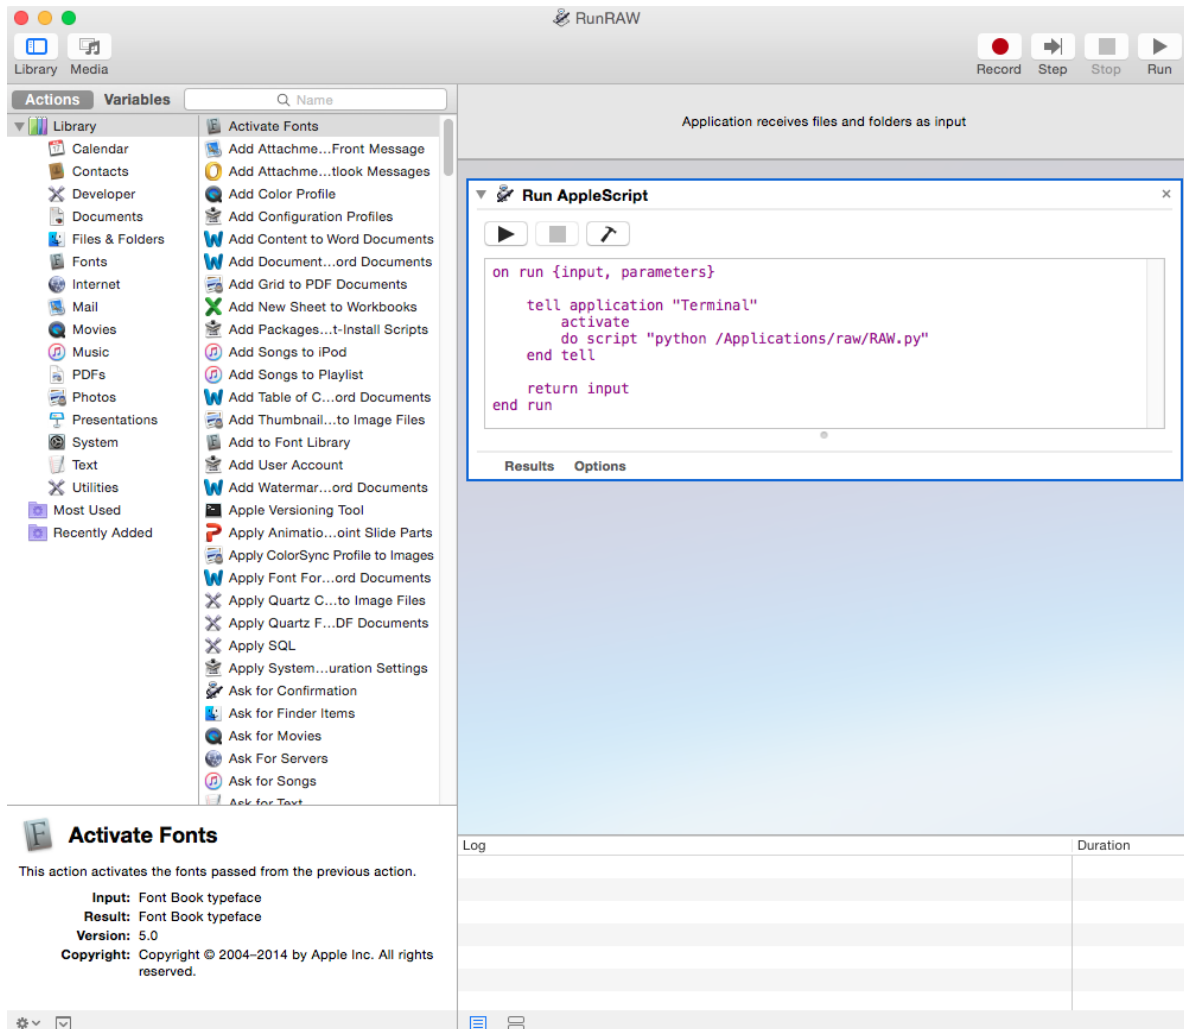 RunRAW
Library Media
Record Step Stop Run
Actions Variables Name
Library
Calendar
Contacts
Developer
Documents
Files & Folders
Fonts
Internet
Mail
Movies
Music
PDFs
Photos
Presentations
System
Text
Utilities
Most Used
Recently Added
Activate Fonts
Add Attachme...Front Message
Add Attachme...tlook Messages
Add Color Profile
Add Configuration Profiles
Add Content to Word Documents
Add Document...ord Documents
Add Grid to PDF Documents
Add New Sheet to Workbooks
Add Packages...t-Install Scripts
Add Songs to iPod
Add Songs to Playlist
Add Table of C...ord Documents
Add Thumbnail...to Image Files
Add to Font Library
Add User Account
Add Watermar...ord Documents
Apple Versioning Tool
Apply Animatio...oint Slide Parts
Apply ColorSync Profile to Images
Apply Font For...ord Documents
Apply Quartz C...to Image Files
Apply Quartz F...DF Documents
Apply SQL
Apply System...uration Settings
Ask for Confirmation
Ask for Finder Items
Ask for Movies
Ask For Servers
Ask for Songs
Ask for Text
Activate Fonts
This action activates the fonts passed from the previous action.
Input: Font Book typeface
Result: Font Book typeface
Version: 5.0
Copyright: Copyright © 2004–2014 by Apple Inc. All rights
reserved.
Application receives files and folders as input
Run AppleScript
on run {input, parameters}
tell application "Terminal"
activate
do script "python /Applications/raw/RAW.py"
end tell
return input
end run
Results Options
Log Duration